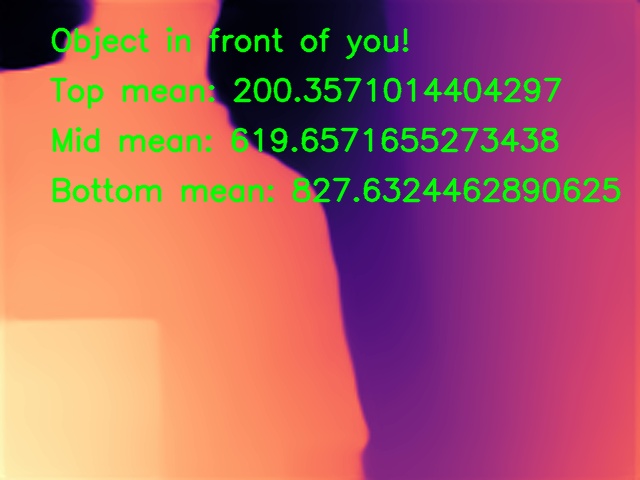 Object in front of you!
Top mean: 200.3571014404297
Mid mean: 619.6571655273438
Bottom mean: 827.6324462890625